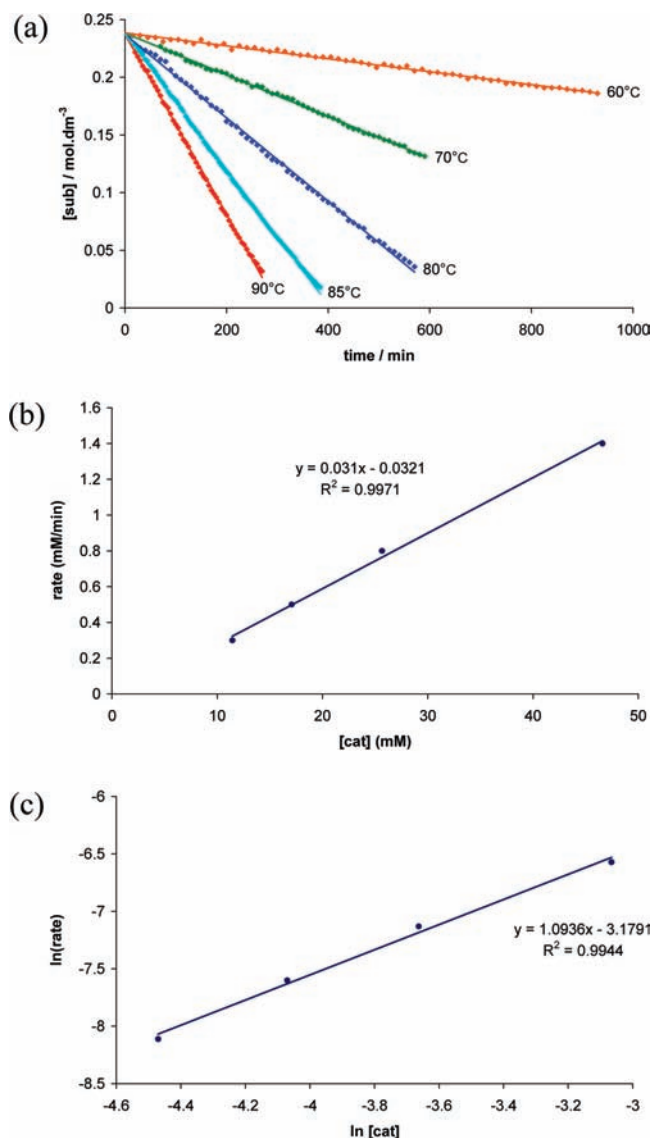 (a)
0.25
0.2
0.15
0.1
0.05
0
[sub] / mol.dm⁻³
60°C
70°C
80°C
85°C
90°C
0 200 400 600 800 1000
time / min
(b)
1.6
1.4
1.2
1
0.8
0.6
0.4
0.2
0
rate (mM/min)
y = 0.031x - 0.0321
R² = 0.9971
0 10 20 30 40 50
[cat] (mM)
(c)
-6
-6.5
-7
-7.5
-8
-8.5
ln(rate)
y = 1.0936x - 3.1791
R² = 0.9944
-4.6 -4.4 -4.2 -4 -3.8 -3.6 -3.4 -3.2 -3
ln [cat]